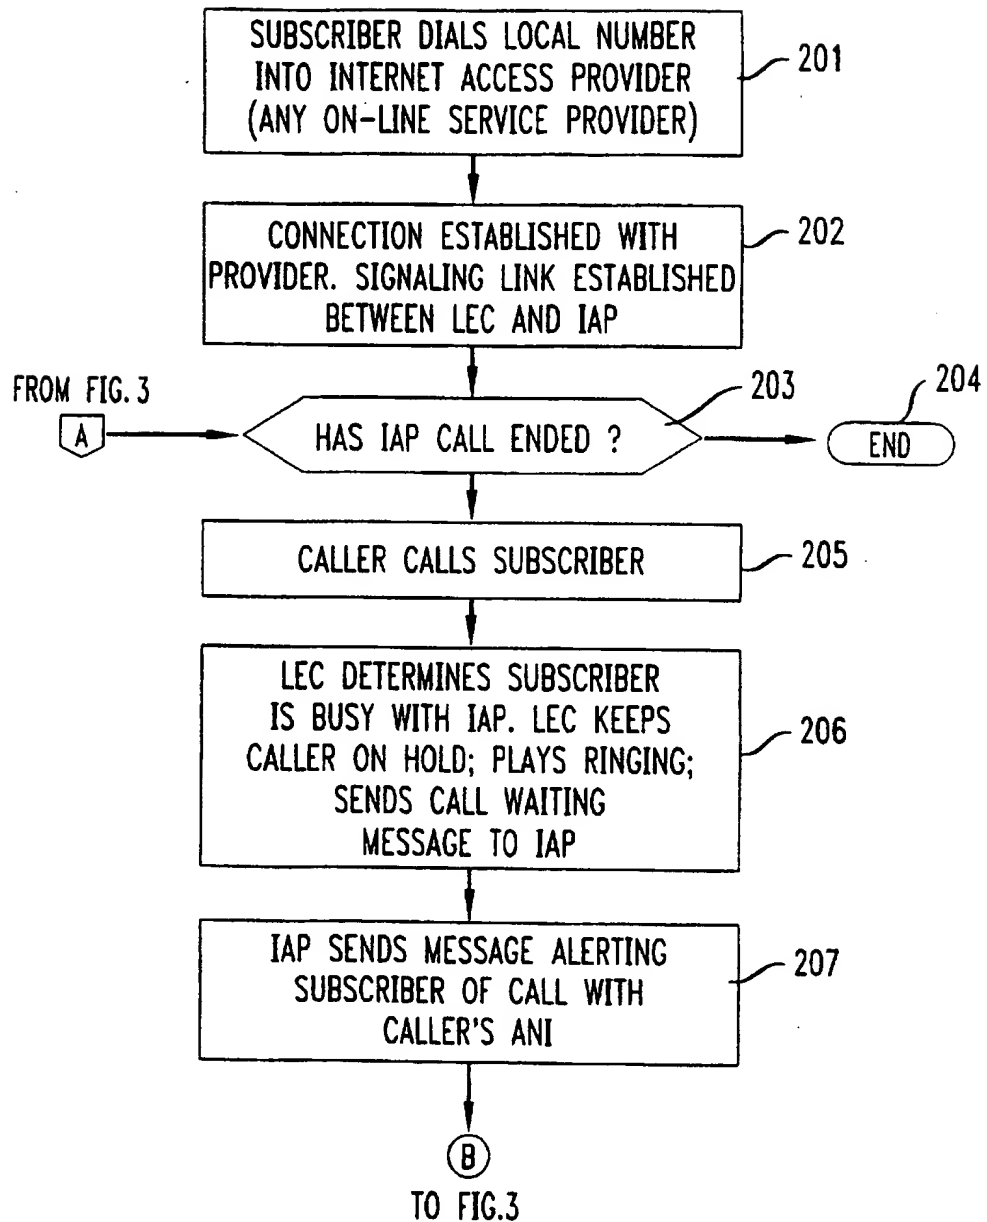 SUBSCRIBER DIALS LOCAL NUMBER
INTO INTERNET ACCESS PROVIDER
(ANY ON-LINE SERVICE PROVIDER)
201
CONNECTION ESTABLISHED WITH
PROVIDER. SIGNALING LINK ESTABLISHED
BETWEEN LEC AND IAP
202
FROM FIG. 3
A
HAS IAP CALL ENDED ?
203
204
END
CALLER CALLS SUBSCRIBER
205
LEC DETERMINES SUBSCRIBER
IS BUSY WITH IAP. LEC KEEPS
CALLER ON HOLD; PLAYS RINGING;
SENDS CALL WAITING
MESSAGE TO IAP
206
IAP SENDS MESSAGE ALERTING
SUBSCRIBER OF CALL WITH
CALLER'S ANI
207
B
TO FIG.3